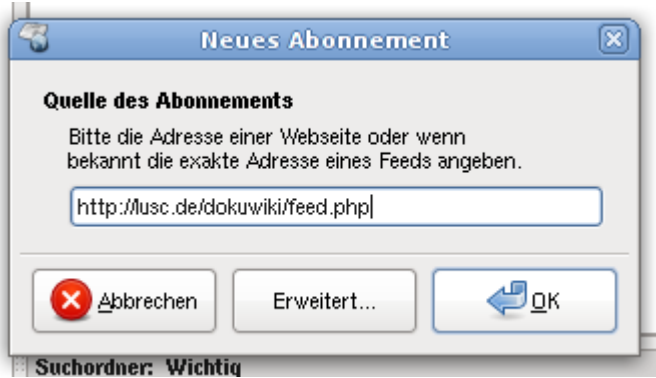 Neues Abonnement
Quelle des Abonnements
Bitte die Adresse einer Webseite oder wenn
bekannt die exakte Adresse eines Feeds angeben.
http://lusc.de/dokuwiki/feed.php
Abbrechen
Erweitert...
OK
Suchordner: Wichtig